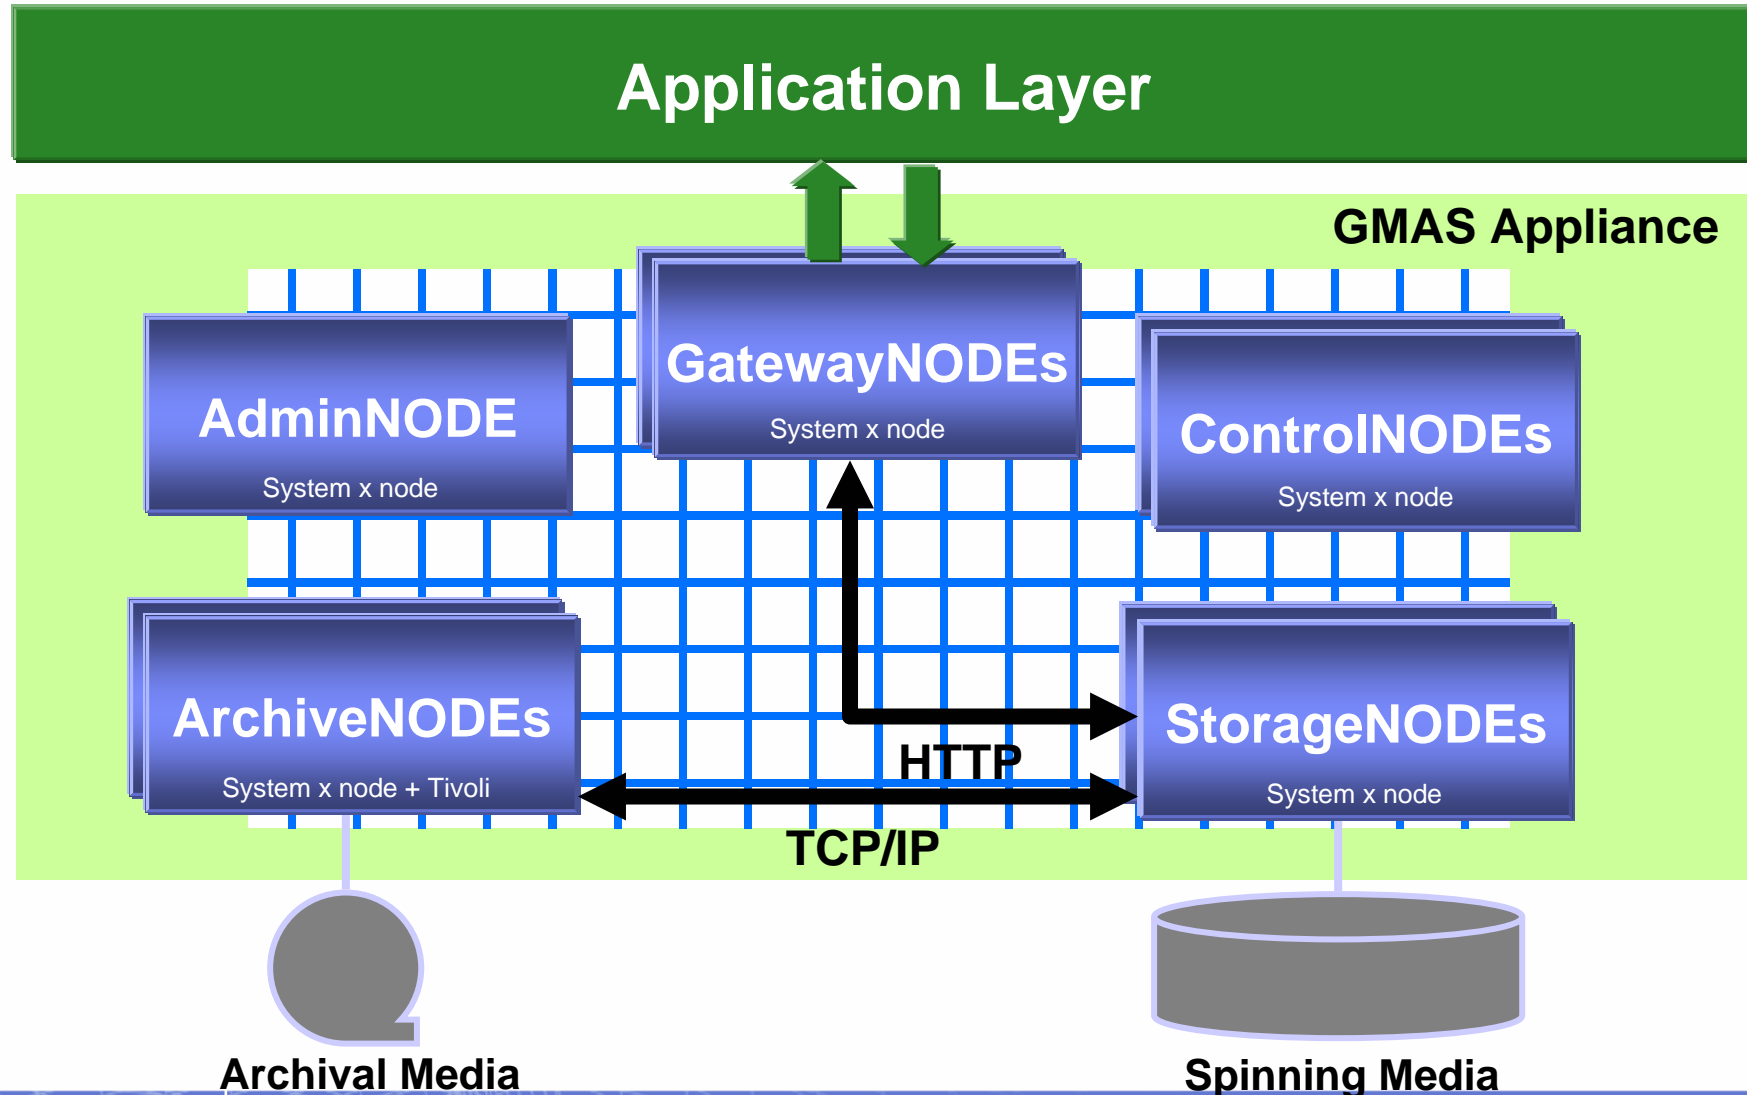 Application Layer
GMAS Appliance
GatewayNODEs
System x node
AdminNODE
System x node
ControlNODEs
System x node
ArchiveNODEs
System x node + Tivoli
StorageNODEs
System x node
HTTP
TCP/IP
Archival Media
Spinning Media